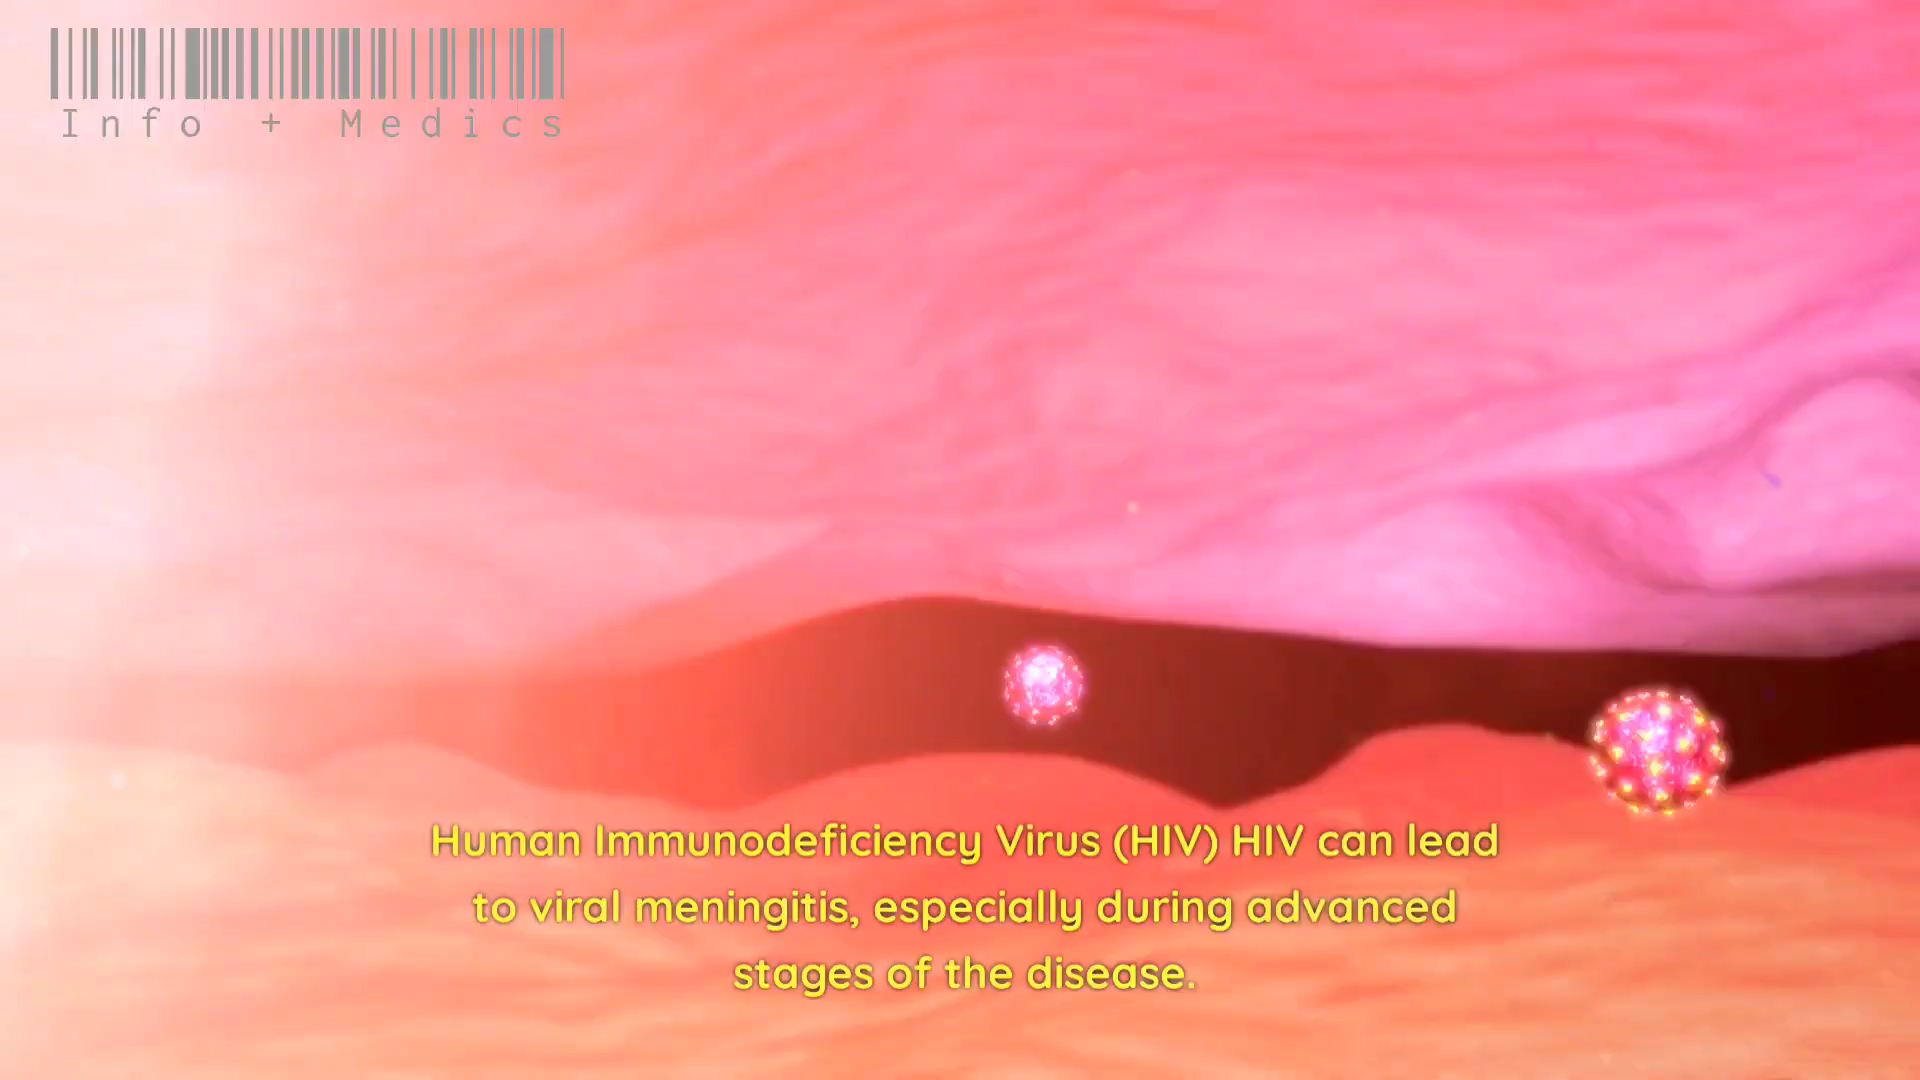 Info + Medics
Human Immunodeficiency Virus (HIV) HIV can lead
to viral meningitis, especially during advanced
stages of the disease.